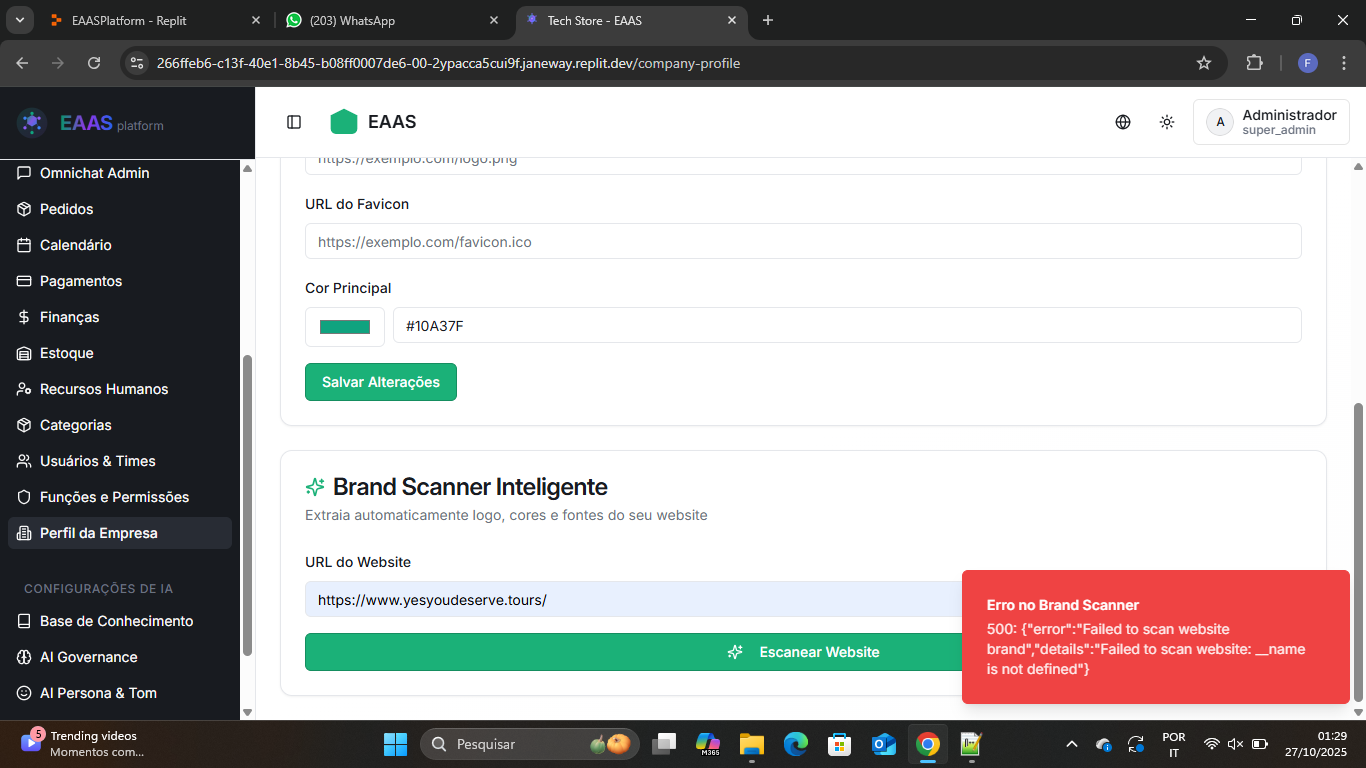 EAASPlatform - Replit
(203) WhatsApp
Tech Store - EAAS
266ffeb6-c13f-40e1-8b45-b08ff0007de6-00-2ypacca5cui9f.janeway.replit.dev/company-profile
F
EAAS platform
EAAS
A
Administrador
super_admin
Omnichat Admin
Pedidos
Calendário
Pagamentos
Finanças
Estoque
Recursos Humanos
Categorias
Usuários & Times
Funções e Permissões
Perfil da Empresa
CONFIGURAÇÕES DE IA
Base de Conhecimento
AI Governance
AI Persona & Tom
https://exemplo.com/logo.png
URL do Favicon
https://exemplo.com/favicon.ico
Cor Principal
#10A37F
Salvar Alterações
Brand Scanner Inteligente
Extraia automaticamente logo, cores e fontes do seu website
URL do Website
https://www.yesyoudeserve.tours/
Escanear Website
Erro no Brand Scanner
500: {"error":"Failed to scan website
brand","details":"Failed to scan website: __name
is not defined"}
5
Trending videos
Momentos com...
Pesquisar
M365
POR
IT
01:29
27/10/2025